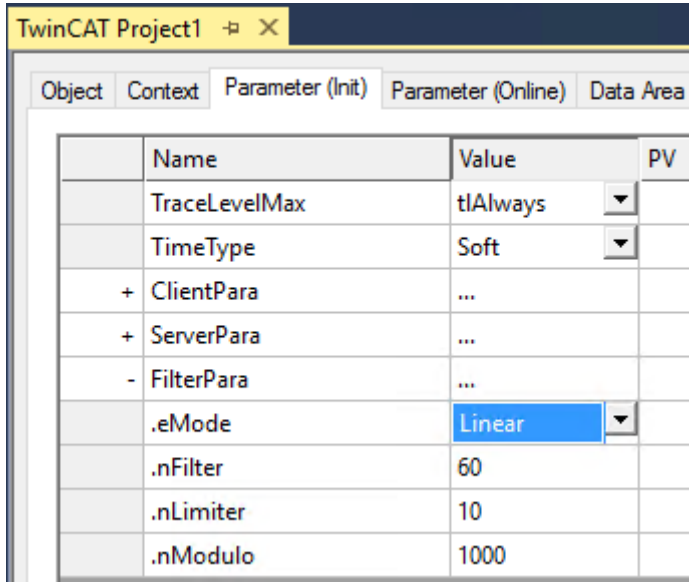 TwinCAT Project1
Object Context Parameter (Init) Parameter (Online) Data Area
Name Value PV
TraceLevelMax tlAlways
TimeType Soft
+ ClientPara ...
+ ServerPara ...
- FilterPara ...
.eMode Linear
.nFilter 60
.nLimiter 10
.nModulo 1000